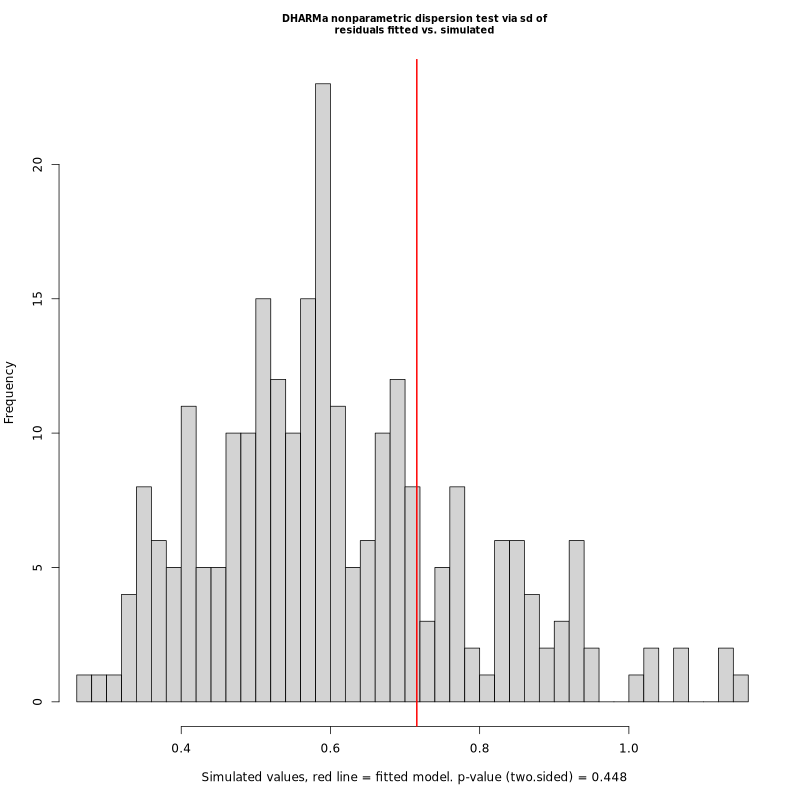 DHARMa nonparametric dispersion test via sd of
residuals fitted vs. simulated
Frequency
20
15
10
5
0
0.4 0.6 0.8 1.0
Simulated values, red line = fitted model. p-value (two.sided) = 0.448